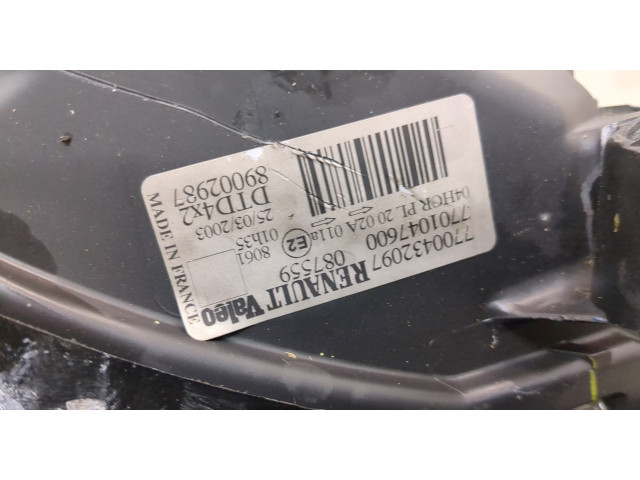 RENAULT Valeo
7700432097 087559
7701047600
04HCR PL 20 02A 011a E2 8061
25/03/2003 01h35
DTD4x2
89002987
MADE IN FRANCE